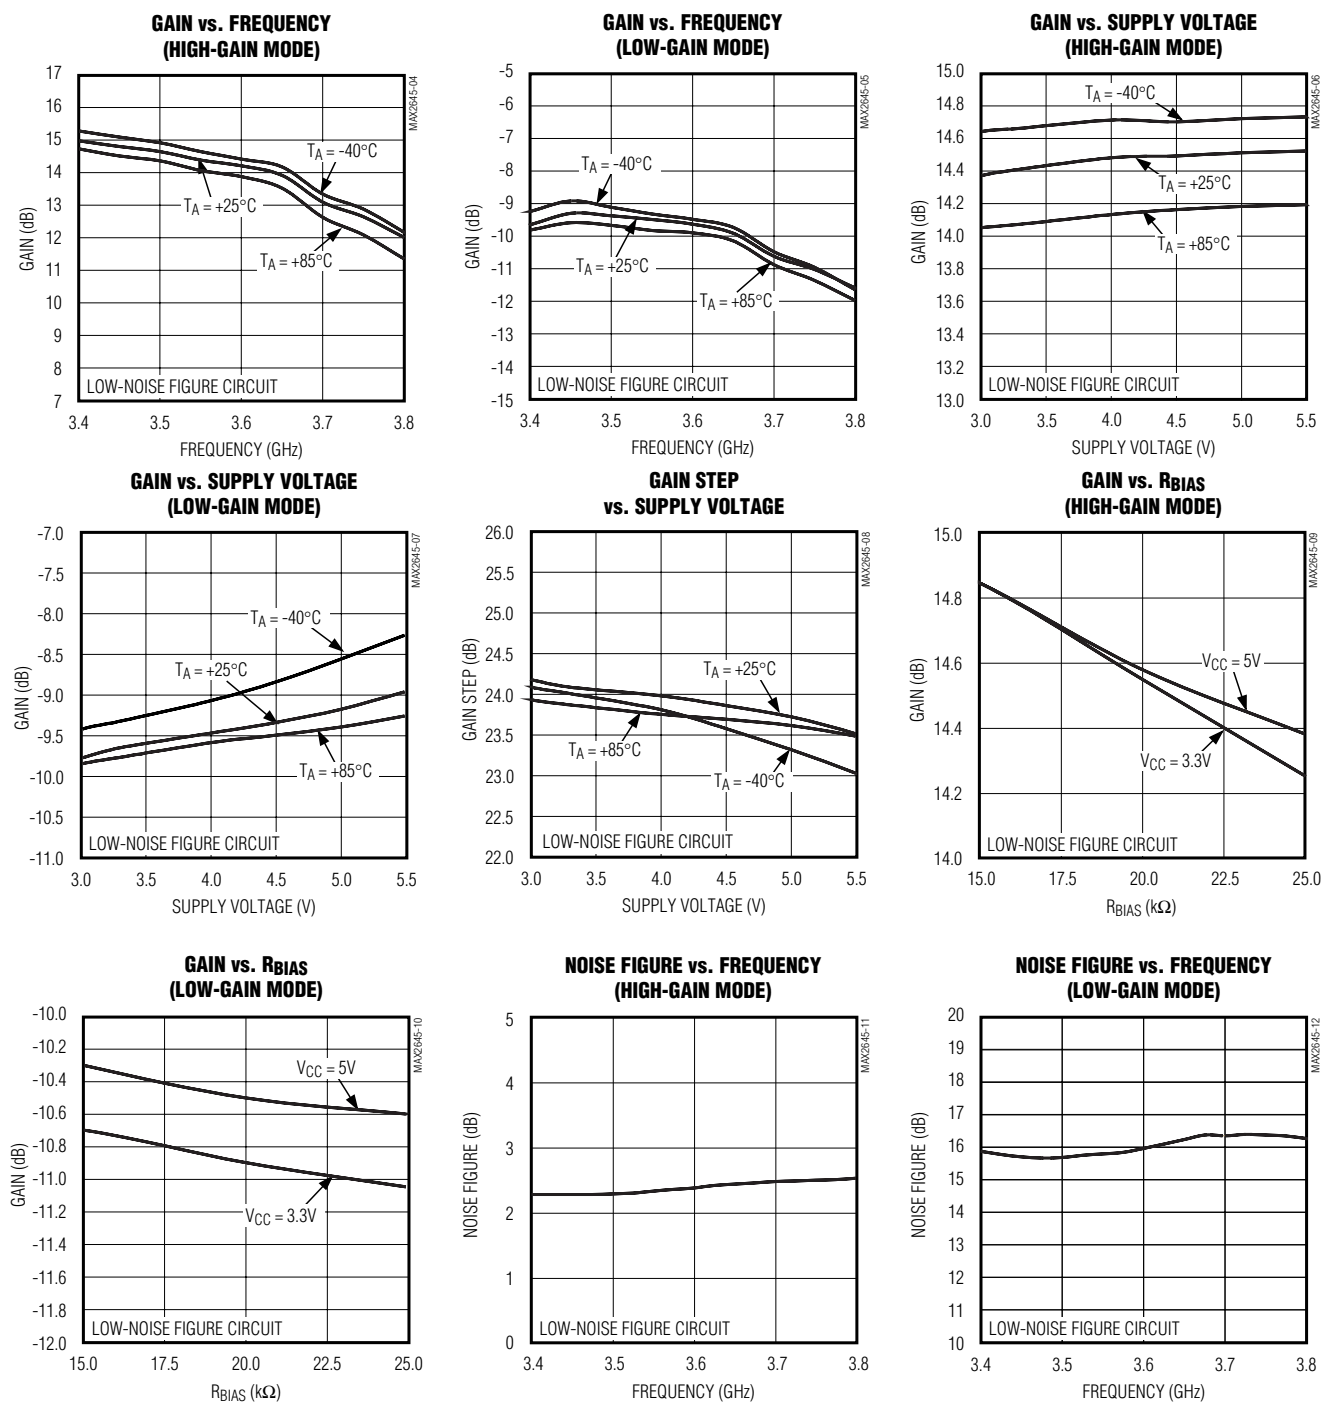 GAIN vs. FREQUENCY
(HIGH-GAIN MODE)
17
16
15
14
13
12
11
10
9
8
7
GAIN (dB)
TA = -40°C
TA = +25°C
TA = +85°C
LOW-NOISE FIGURE CIRCUIT
3.4 3.5 3.6 3.7 3.8
FREQUENCY (GHz)
MAX2645-04
GAIN vs. FREQUENCY
(LOW-GAIN MODE)
-5
-6
-7
-8
-9
-10
-11
-12
-13
-14
-15
GAIN (dB)
TA = -40°C
TA = +25°C
TA = +85°C
LOW-NOISE FIGURE CIRCUIT
3.4 3.5 3.6 3.7 3.8
FREQUENCY (GHz)
MAX2645-05
GAIN vs. SUPPLY VOLTAGE
(HIGH-GAIN MODE)
15.0
14.8
14.6
14.4
14.2
14.0
13.8
13.6
13.4
13.2
13.0
GAIN (dB)
TA = -40°C
TA = +25°C
TA = +85°C
LOW-NOISE FIGURE CIRCUIT
3.0 3.5 4.0 4.5 5.0 5.5
SUPPLY VOLTAGE (V)
MAX2645-06
GAIN vs. SUPPLY VOLTAGE
(LOW-GAIN MODE)
-7.0
-7.5
-8.0
-8.5
-9.0
-9.5
-10.0
-10.5
-11.0
GAIN (dB)
TA = -40°C
TA = +25°C
TA = +85°C
LOW-NOISE FIGURE CIRCUIT
3.0 3.5 4.0 4.5 5.0 5.5
SUPPLY VOLTAGE (V)
MAX2645-07
GAIN STEP
vs. SUPPLY VOLTAGE
26.0
25.5
25.0
24.5
24.0
23.5
23.0
22.5
22.0
GAIN STEP (dB)
TA = +25°C
TA = +85°C
TA = -40°C
LOW-NOISE FIGURE CIRCUIT
3.0 3.5 4.0 4.5 5.0 5.5
SUPPLY VOLTAGE (V)
MAX2645-08
GAIN vs. RBIAS
(HIGH-GAIN MODE)
15.0
14.8
14.6
14.4
14.2
14.0
GAIN (dB)
VCC = 5V
VCC = 3.3V
LOW-NOISE FIGURE CIRCUIT
15.0 17.5 20.0 22.5 25.0
RBIAS (kΩ)
MAX2645-09
GAIN vs. RBIAS
(LOW-GAIN MODE)
-10.0
-10.2
-10.4
-10.6
-10.8
-11.0
-11.2
-11.4
-11.6
-11.8
-12.0
GAIN (dB)
VCC = 5V
VCC = 3.3V
LOW-NOISE FIGURE CIRCUIT
15.0 17.5 20.0 22.5 25.0
RBIAS (kΩ)
MAX2645-10
NOISE FIGURE vs. FREQUENCY
(HIGH-GAIN MODE)
5
4
3
2
1
0
NOISE FIGURE (dB)
LOW-NOISE FIGURE CIRCUIT
3.4 3.5 3.6 3.7 3.8
FREQUENCY (GHz)
MAX2645-11
NOISE FIGURE vs. FREQUENCY
(LOW-GAIN MODE)
20
19
18
17
16
15
14
13
12
11
10
NOISE FIGURE (dB)
LOW-NOISE FIGURE CIRCUIT
3.4 3.5 3.6 3.7 3.8
FREQUENCY (GHz)
MAX2645-12